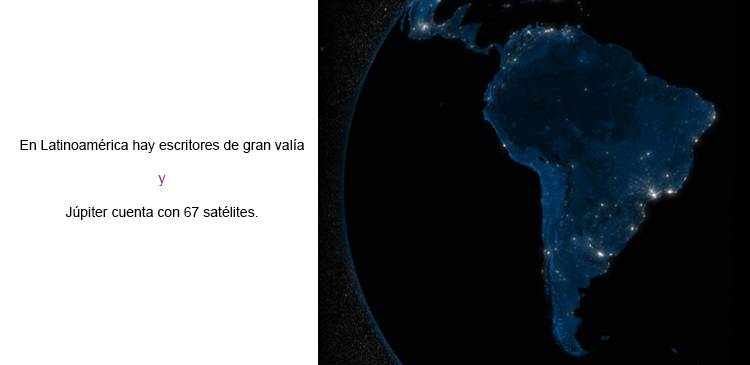 En Latinoamérica hay escritores de gran valía
y
Júpiter cuenta con 67 satélites.